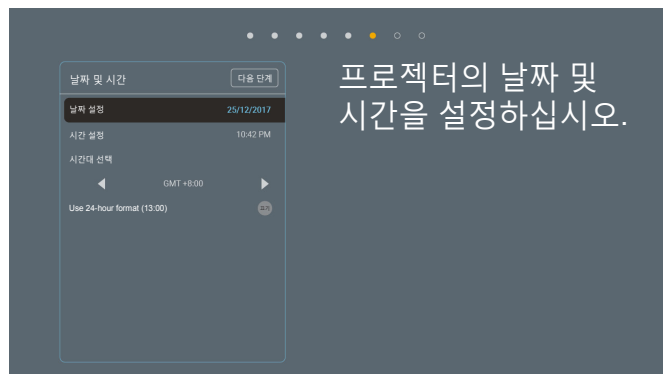 날짜 및 시간
다음 단계
날짜 설정 25/12/2017
시간 설정 10:42 PM
시간대 선택
GMT +8:00
Use 24-hour format (13:00) 끄기
프로젝터의 날짜 및
시간을 설정하십시오.